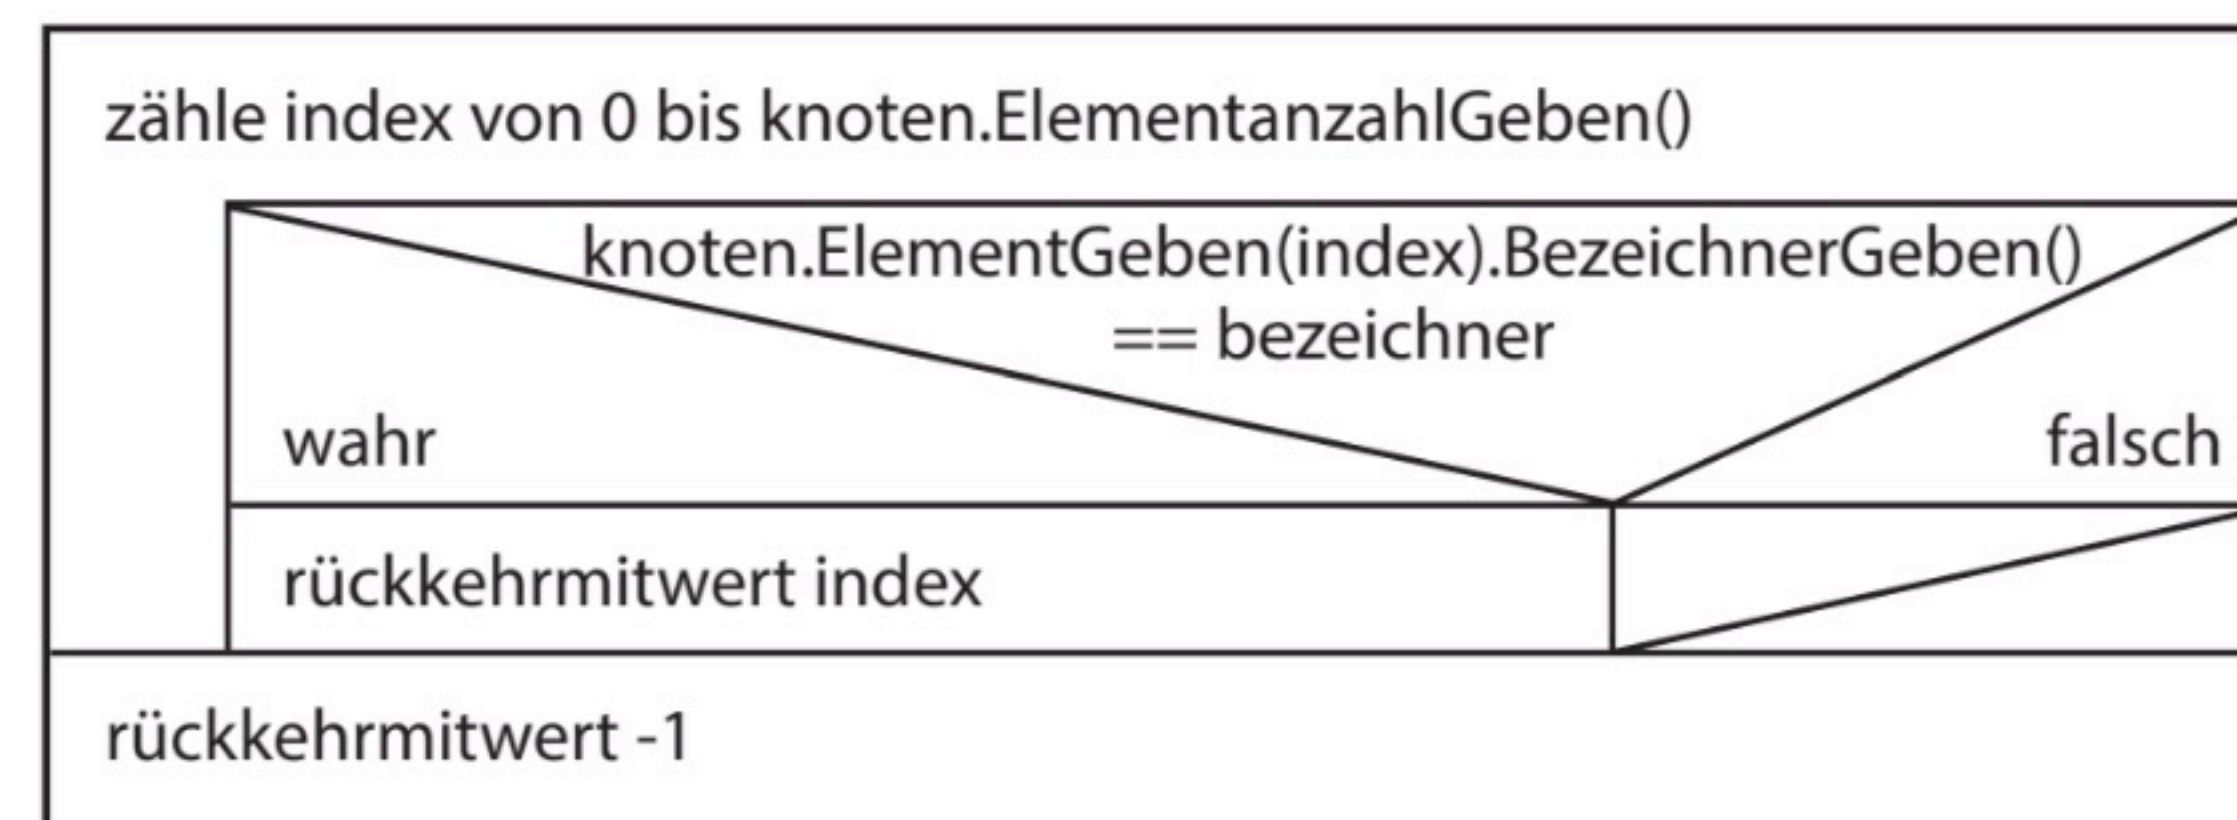 zähle index von 0 bis knoten.ElementanzahlGeben()
knoten.ElementGeben(index).BezeichnerGeben()
== bezeichner
wahr
falsch
rückkehrmitwert index
rückkehrmitwert -1